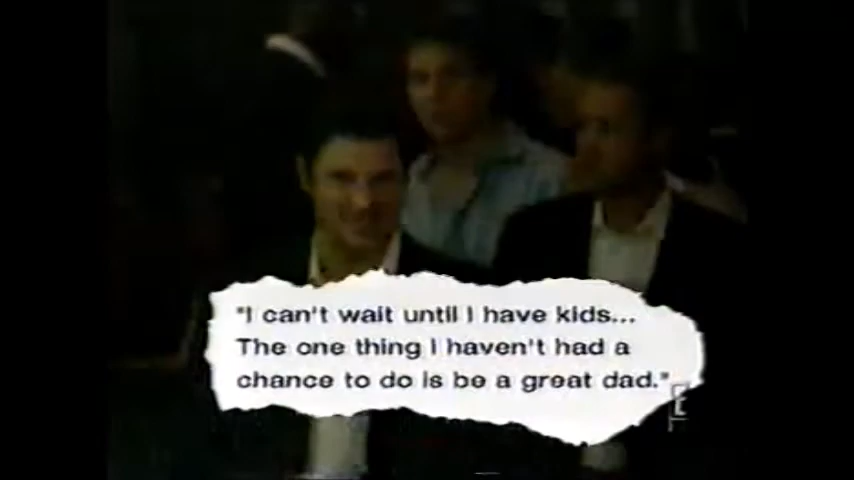 "I can't wait until I have kids...
The one thing I haven't had a
chance to do is be a great dad."
E